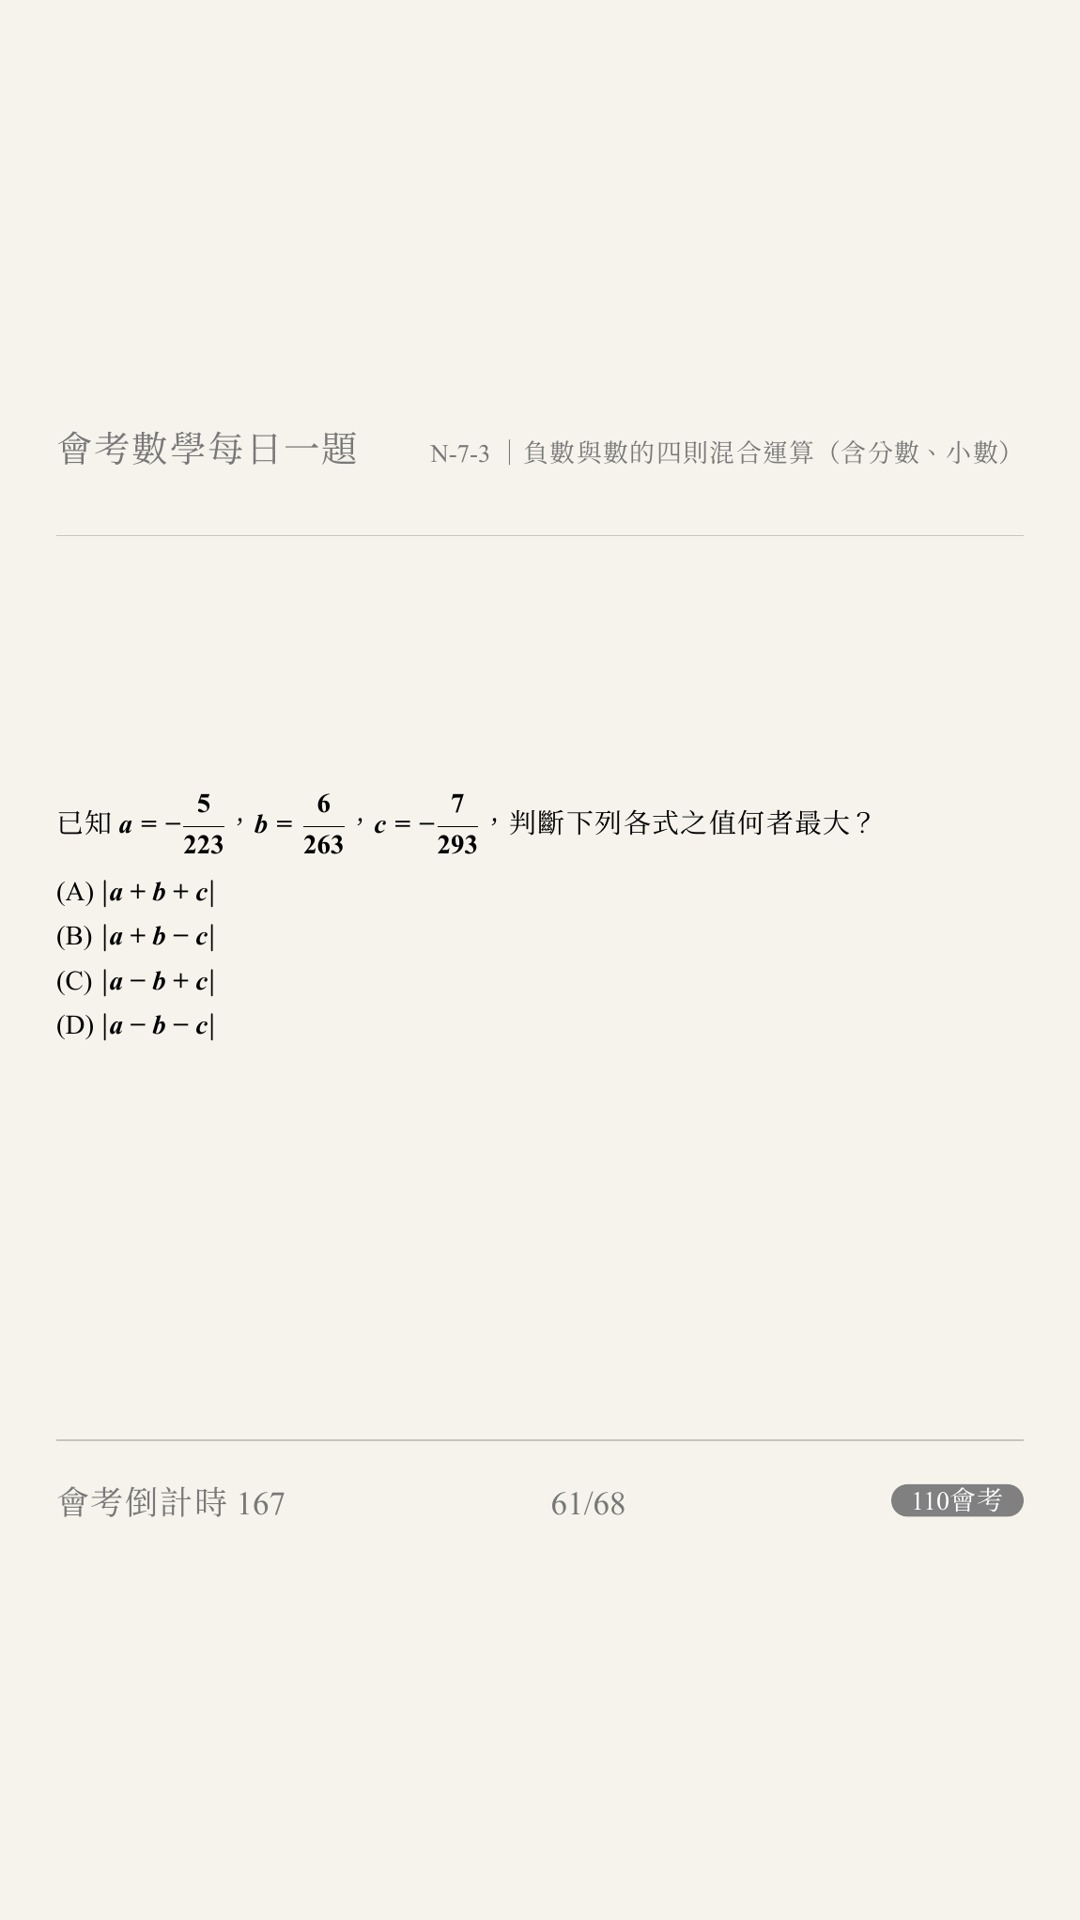 會考數學每日一題
N-7-3｜負數與數的四則混合運算（含分數、小數）
已知 a = −5/223，b = 6/263，c = −7/293，判斷下列各式之值何者最大？
(A) |a + b + c|
(B) |a + b − c|
(C) |a − b + c|
(D) |a − b − c|
會考倒計時 167
61/68
110會考